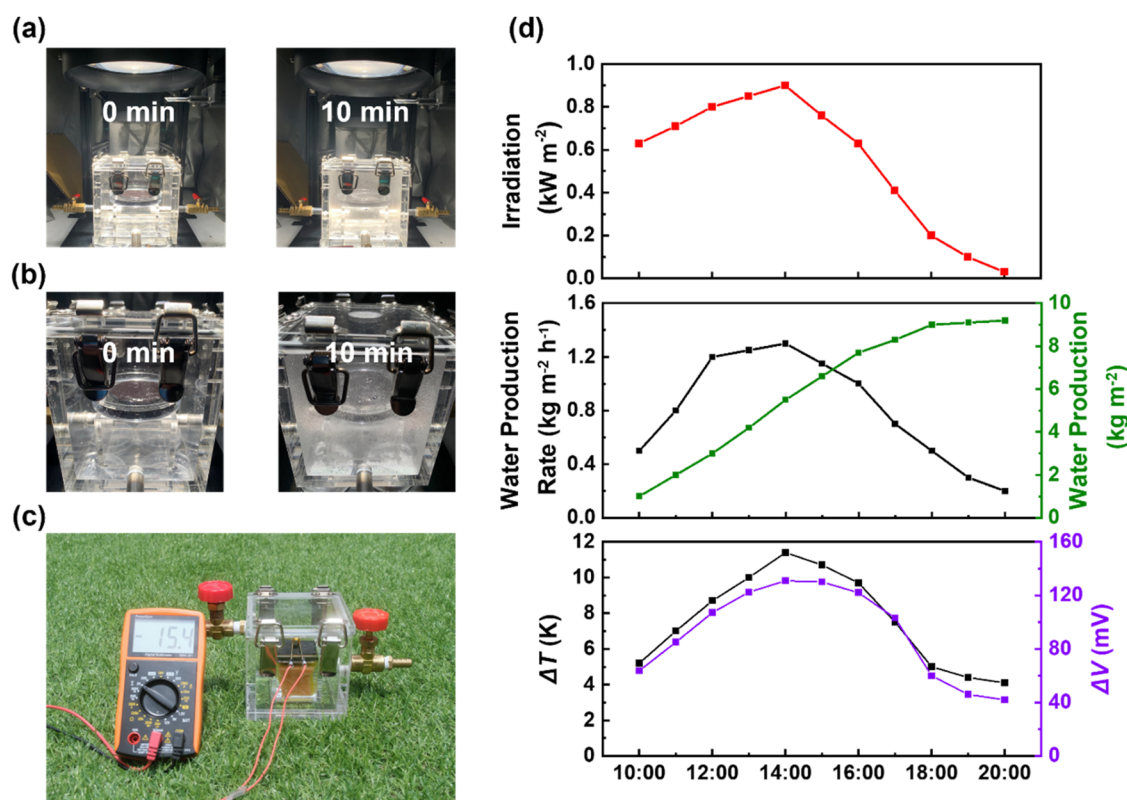 (a)
0 min
10 min
(b)
0 min
10 min
(c)
15.4
(d)
Irradiation
(kW m-2)
1.0
0.8
0.6
0.4
0.2
0.0
Water Production
Rate (kg m-2 h-1)
1.6
1.2
0.8
0.4
0.0
10
8
6
4
2
0
Water Production
(kg m-2)
ΔT (K)
12
10
8
6
4
2
0
160
120
80
40
0
ΔV (mV)
10:00 12:00 14:00 16:00 18:00 20:00